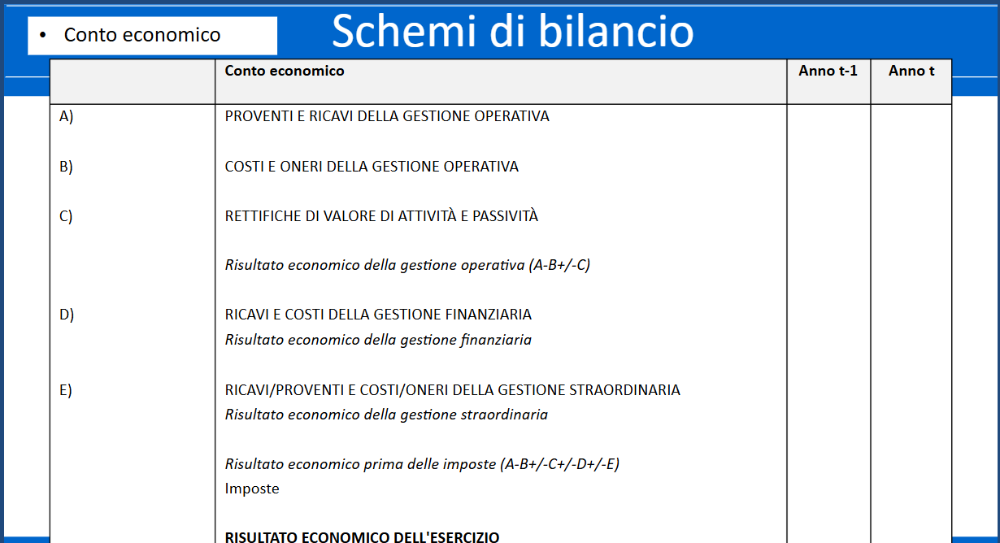 • Conto economico
Schemi di bilancio
Conto economico Anno t-1 Anno t
A) PROVENTI E RICAVI DELLA GESTIONE OPERATIVA
B) COSTI E ONERI DELLA GESTIONE OPERATIVA
C) RETTIFICHE DI VALORE DI ATTIVITÀ E PASSIVITÀ
Risultato economico della gestione operativa (A-B+/-C)
D) RICAVI E COSTI DELLA GESTIONE FINANZIARIA
Risultato economico della gestione finanziaria
E) RICAVI/PROVENTI E COSTI/ONERI DELLA GESTIONE STRAORDINARIA
Risultato economico della gestione straordinaria
Risultato economico prima delle imposte (A-B+/-C+/-D+/-E)
Imposte
RISULTATO ECONOMICO DELL'ESERCIZIO